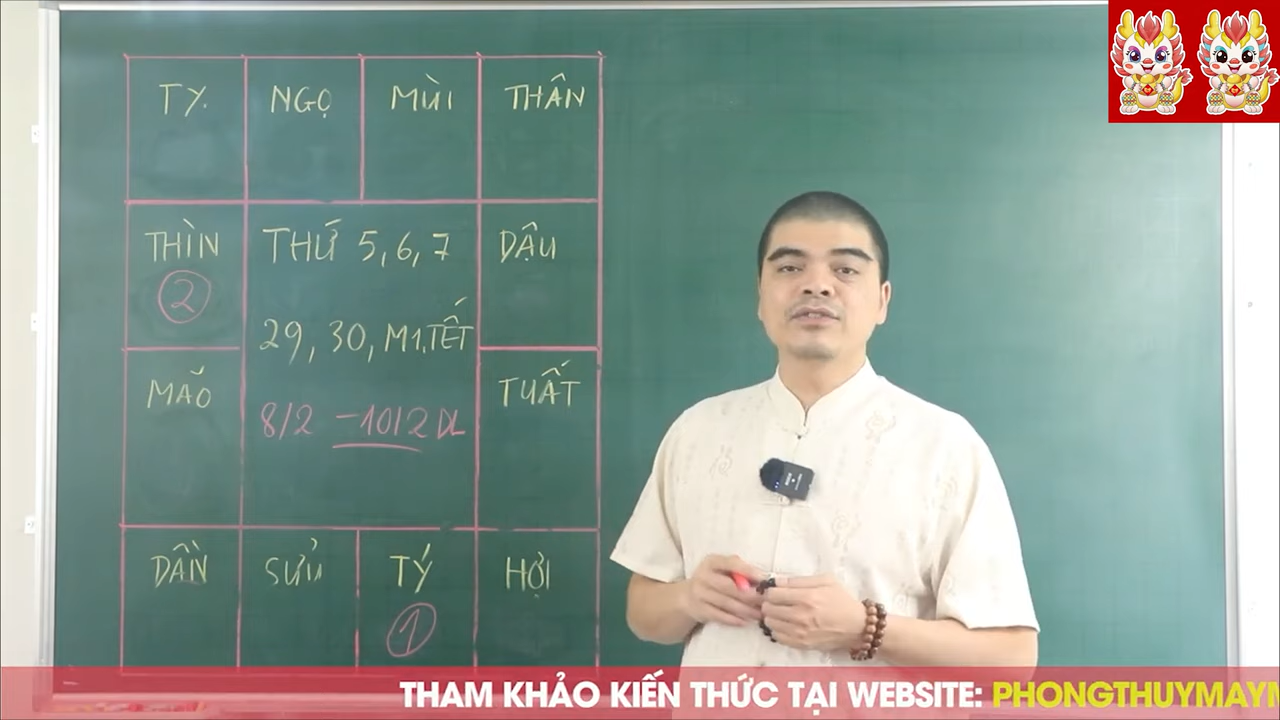 TỴ.
NGỌ
MÙI
THÂN
THÌN
2
THỨ 5,6,7
DẬU
29, 30, M1,TẾT
MÃO
8/2 -10/2 DL
TUẤT
DẦN
SỬU
TÝ
1
HỢI
THAM KHẢO KIẾN THỨC TẠI WEBSITE: PHONGTHUYMAYM